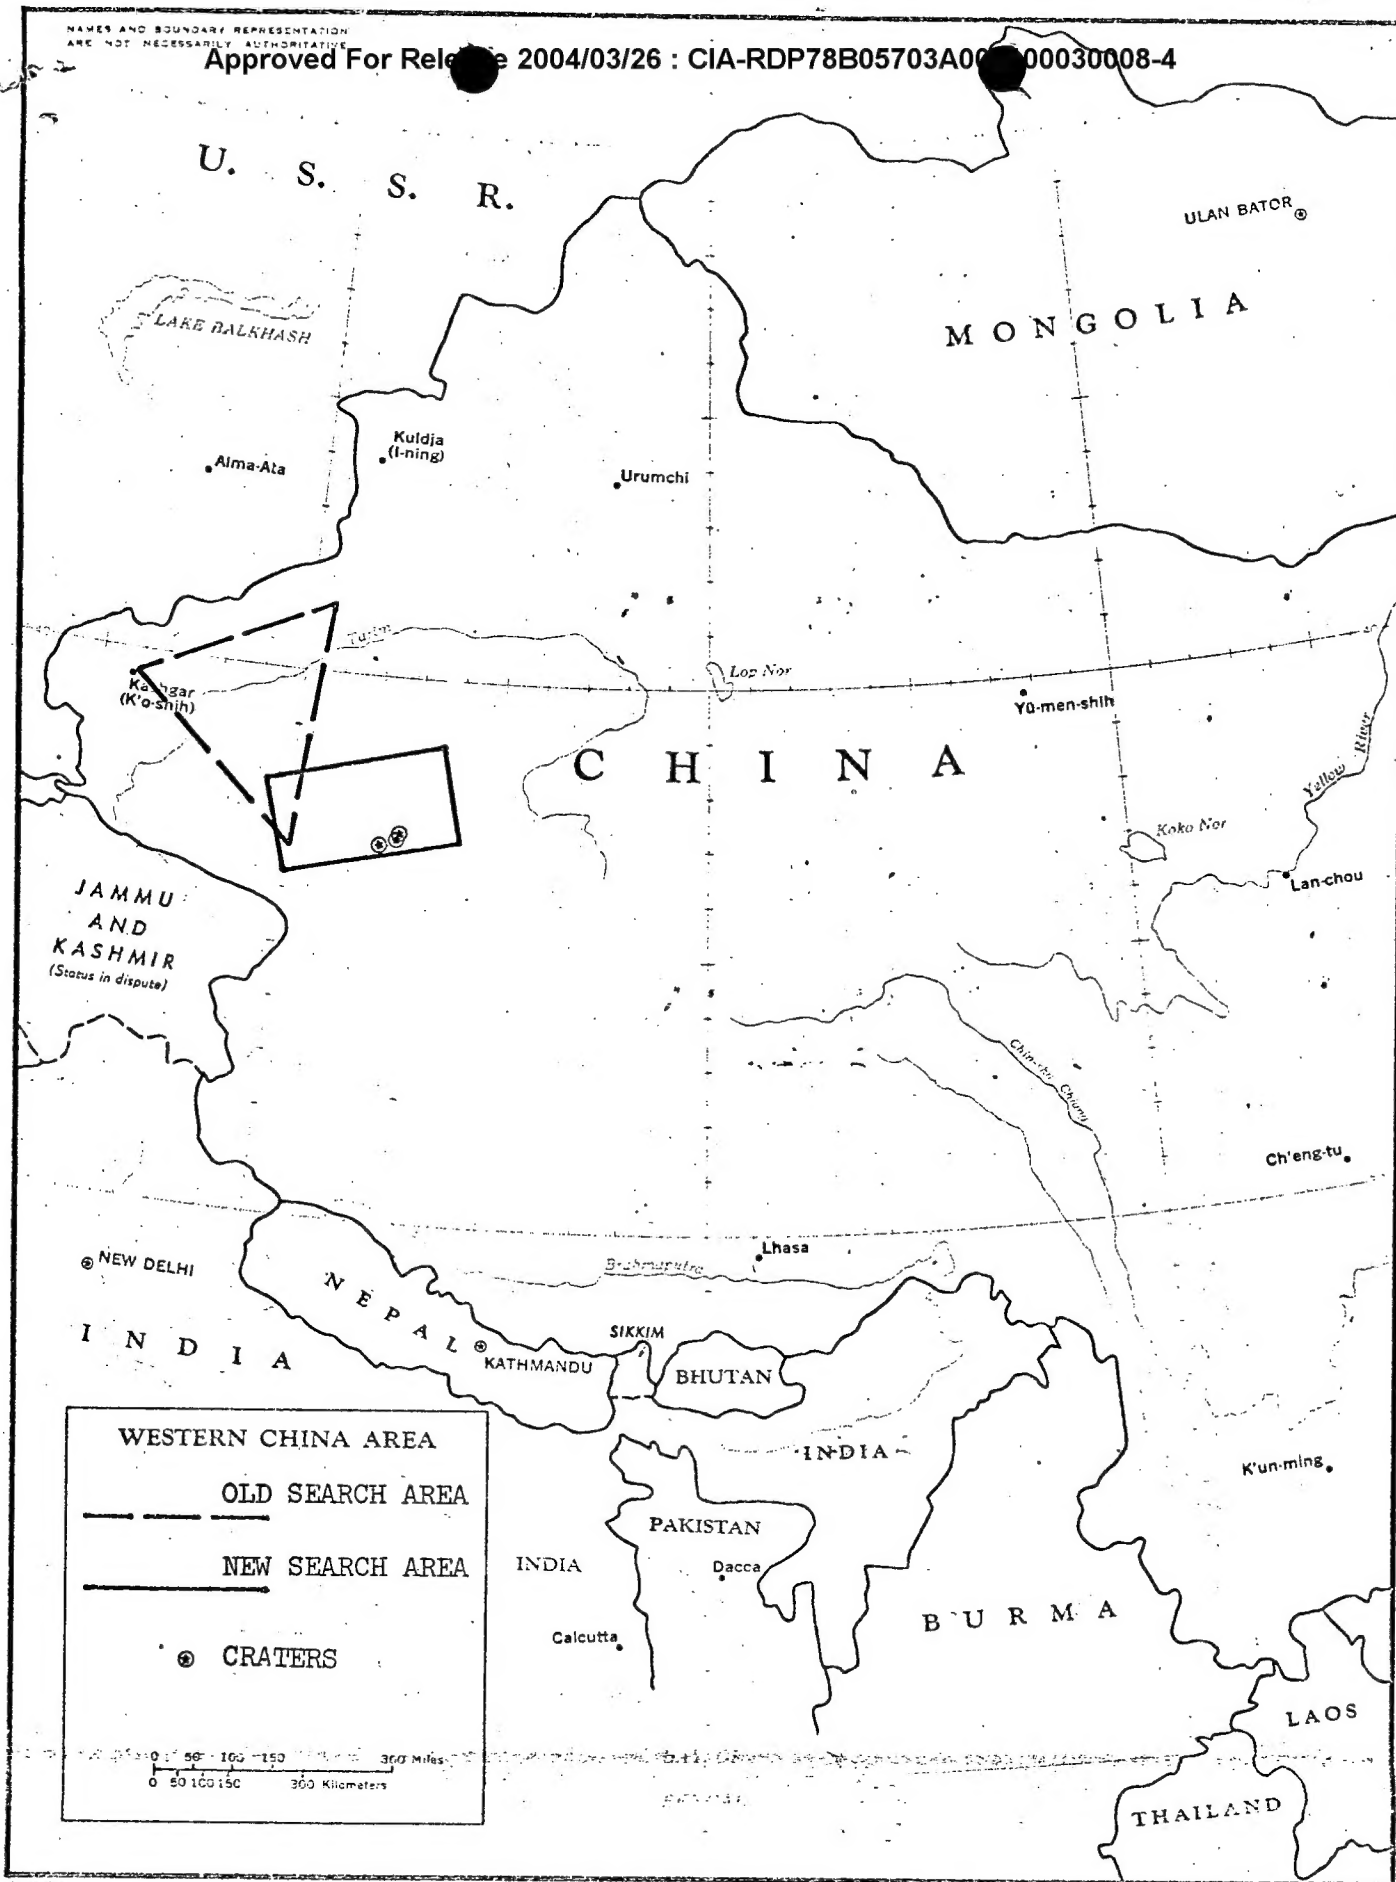 NAMES AND BOUNDARY REPRESENTATION
ARE NOT NECESSARILY AUTHORITATIVE
Approved For 2004/03/26 : 00030008-4
U. S. S. R.
ULAN BATOR
LAKE BALKHASH
MONGOLIA
Kuldja
(I-ning)
Alma-Ata
Urumchi
Tarim
Lop Nor
(K'o-shih)
Yü-men-shih
CHINA
Yellow River
Koko Nor
Lan-chou
JAMMU
AND
KASHMIR
(Status in dispute)
Chin-sha Chiang
Ch'eng-tu
Lhasa
NEW DELHI
Brahmaputra
NEPAL
SIKKIM
INDIA
KATHMANDU
BHUTAN
WESTERN CHINA AREA
INDIA
OLD SEARCH AREA
K'un-ming
PAKISTAN
NEW SEARCH AREA
INDIA
Dacca
BURMA
Calcutta
CRATERS
LAOS
0 50 100 150 300 Miles
0 50 100 150 300 Kilometers
THAILAND